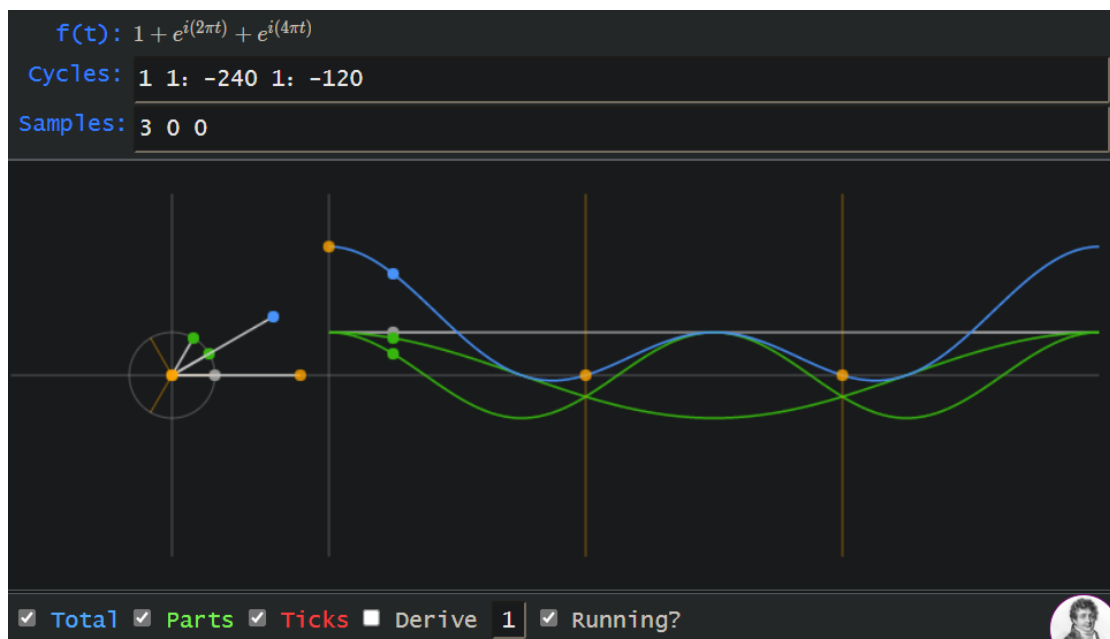 f(t): 1 + e^{i(2πt)} + e^{i(4πt)}
Cycles: 1 1: -240 1: -120
Samples: 3 0 0
Total Parts Ticks Derive 1 Running?